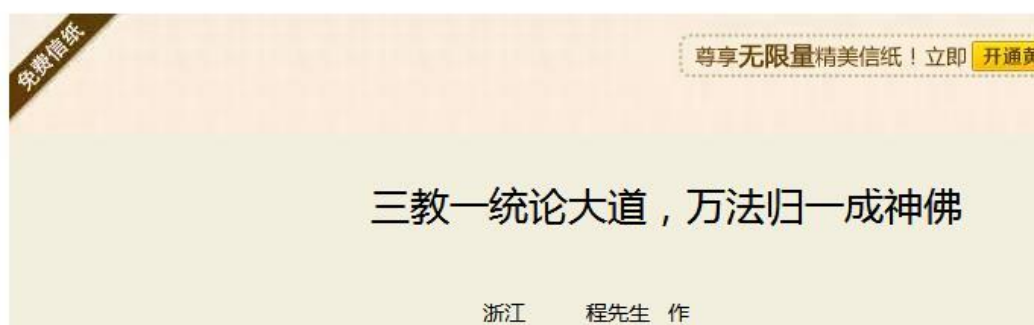 免费信纸
尊享无限量精美信纸！立即 开通黄
三教一统论大道，万法归一成神佛
浙江 程先生 作